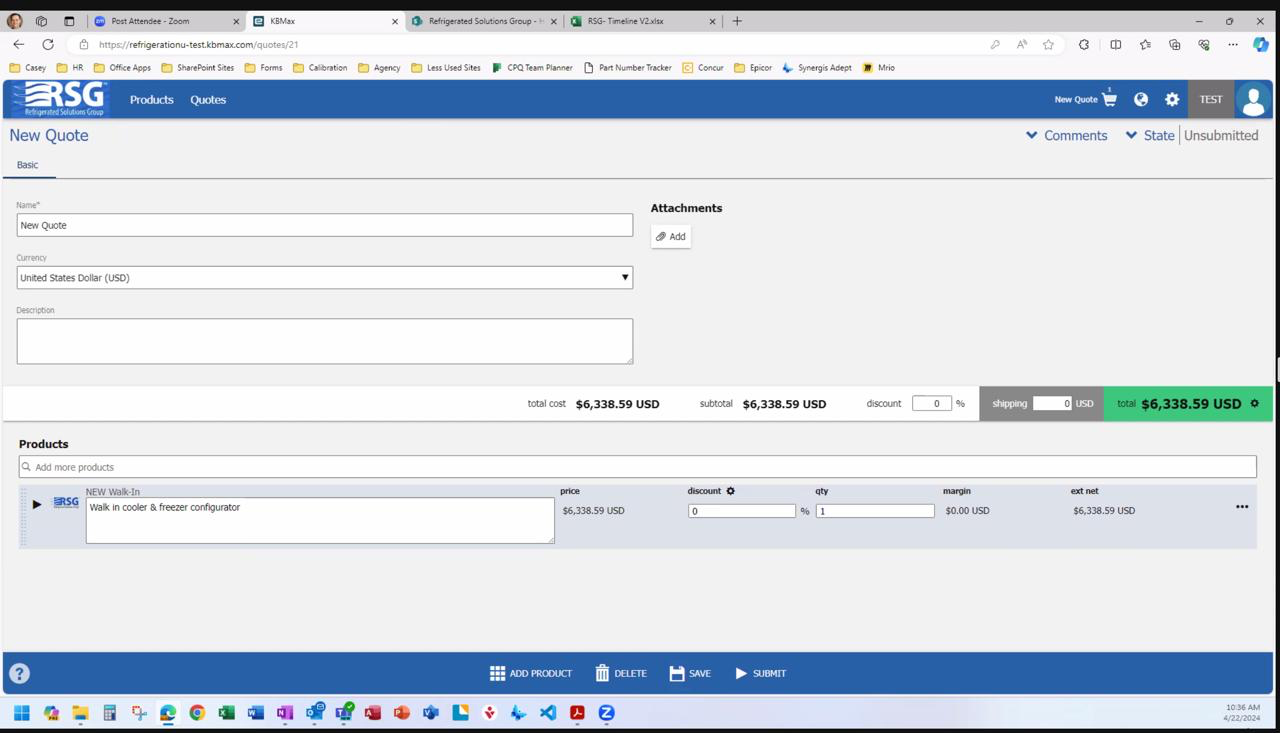 Post Attendee - Zoom
KBMax
Refrigerated Solutions Group - H
RSG- Timeline V2.xlsx
https://refrigerationu-test.kbmax.com/quotes/21
Casey
HR
Office Apps
SharePoint Sites
Forms
Calibration
Agency
Less Used Sites
CPQ Team Planner
Part Number Tracker
Concur
Epicor
Synergis Adept
Mrio
RSG
Refrigerated Solutions Group
Products
Quotes
New Quote
1
TEST
New Quote
Comments
State
Unsubmitted
Basic
Name*
New Quote
Attachments
Add
Currency
United States Dollar (USD)
Description
total cost $6,338.59 USD
subtotal $6,338.59 USD
discount 0 %
shipping 0 USD
total $6,338.59 USD
Products
Add more products
RSG
NEW Walk-In
Walk in cooler & freezer configurator
price
$6,338.59 USD
discount
0 %
qty
1
margin
$0.00 USD
ext net
$6,338.59 USD
ADD PRODUCT
DELETE
SAVE
SUBMIT
10:36 AM
4/22/2024